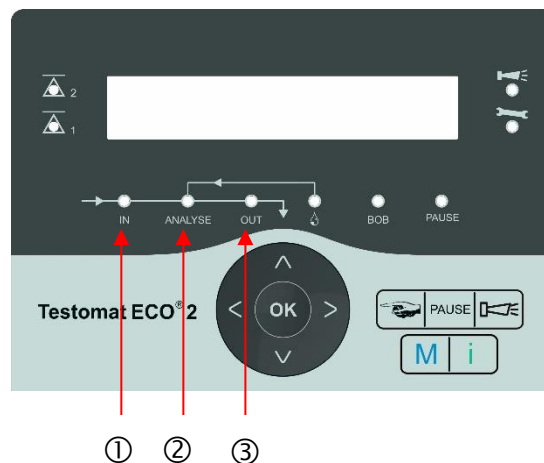 2
1
IN ANALYSE OUT BOB PAUSE
Testomat ECO® 2
< OK >
PAUSE
M i
① ② ③